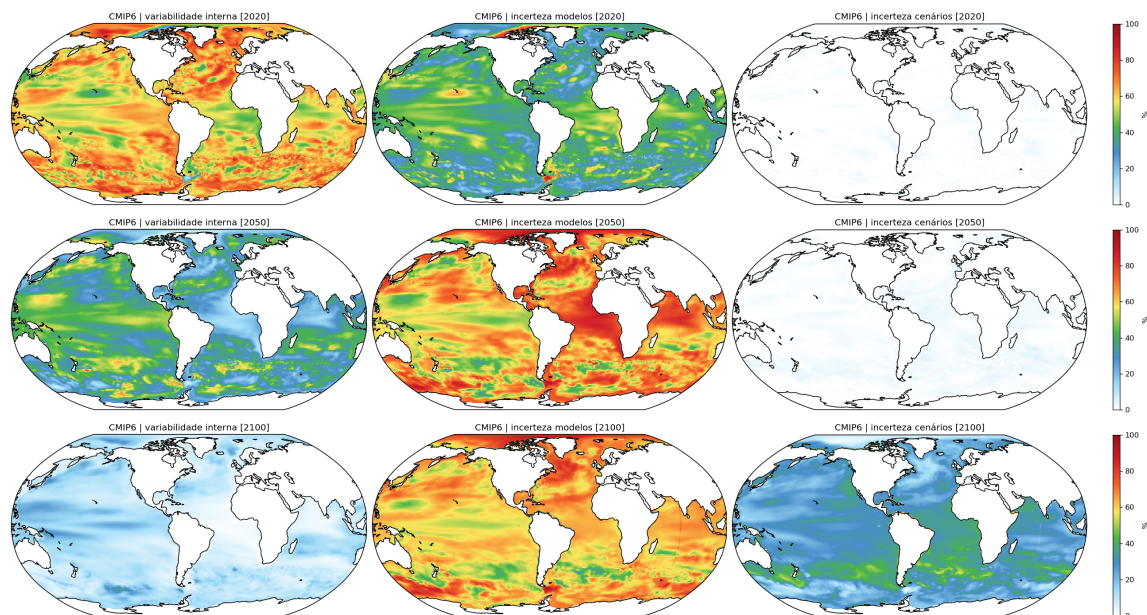 CMIP6 | variabilidade interna [2020]
CMIP6 | incerteza modelos [2020]
CMIP6 | incerteza cenários [2020]
100
80
60
%
40
20
0
CMIP6 | variabilidade interna [2050]
CMIP6 | incerteza modelos [2050]
CMIP6 | incerteza cenários [2050]
100
80
60
%
40
20
0
CMIP6 | variabilidade interna [2100]
CMIP6 | incerteza modelos [2100]
CMIP6 | incerteza cenários [2100]
100
80
60
%
40
20
0